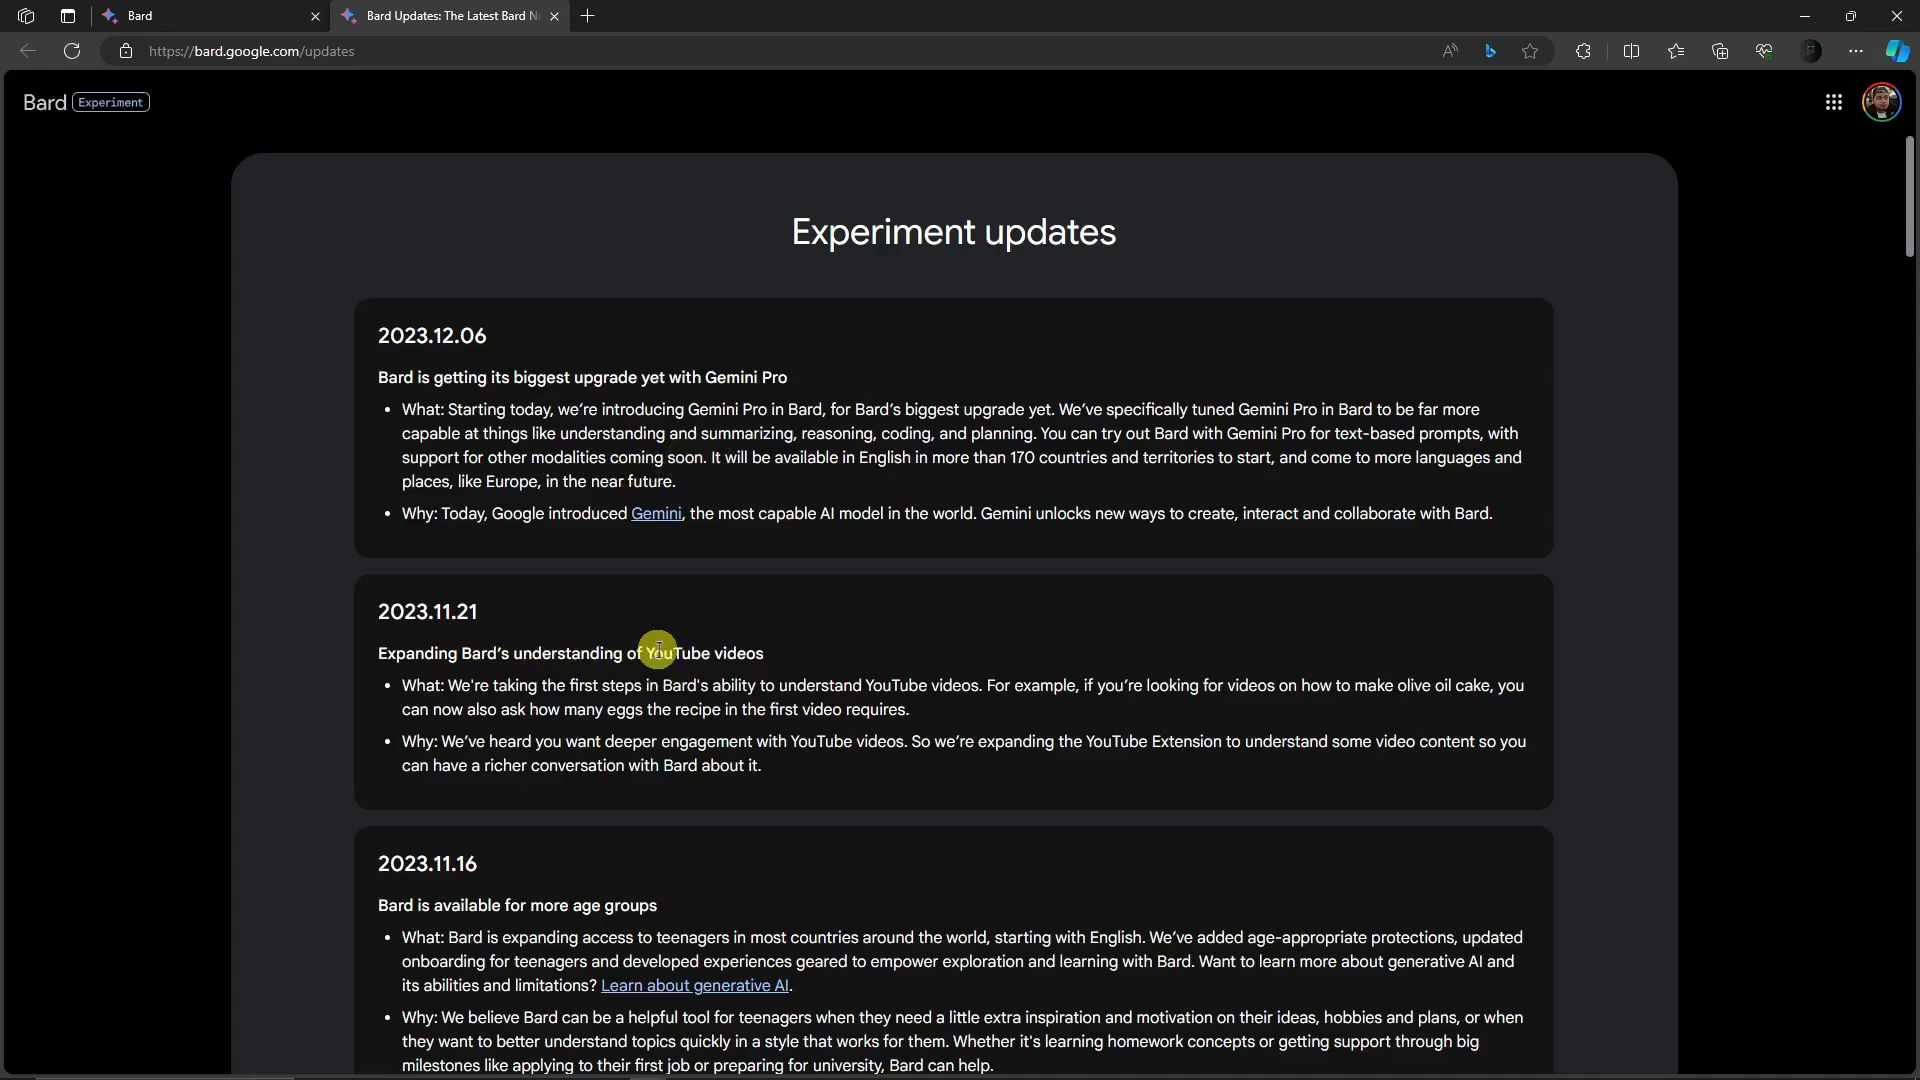 Bard
Bard Updates: The Latest Bard N
https://bard.google.com/updates
Bard Experiment
Experiment updates
2023.12.06
Bard is getting its biggest upgrade yet with Gemini Pro
• What: Starting today, we're introducing Gemini Pro in Bard, for Bard's biggest upgrade yet. We've specifically tuned Gemini Pro in Bard to be far more
capable at things like understanding and summarizing, reasoning, coding, and planning. You can try out Bard with Gemini Pro for text-based prompts, with
support for other modalities coming soon. It will be available in English in more than 170 countries and territories to start, and come to more languages and
places, like Europe, in the near future.
• Why: Today, Google introduced Gemini, the most capable AI model in the world. Gemini unlocks new ways to create, interact and collaborate with Bard.
2023.11.21
Expanding Bard's understanding of YouTube videos
• What: We're taking the first steps in Bard's ability to understand YouTube videos. For example, if you're looking for videos on how to make olive oil cake, you
can now also ask how many eggs the recipe in the first video requires.
• Why: We've heard you want deeper engagement with YouTube videos. So we're expanding the YouTube Extension to understand some video content so you
can have a richer conversation with Bard about it.
2023.11.16
Bard is available for more age groups
• What: Bard is expanding access to teenagers in most countries around the world, starting with English. We've added age-appropriate protections, updated
onboarding for teenagers and developed experiences geared to empower exploration and learning with Bard. Want to learn more about generative AI and
its abilities and limitations? Learn about generative AI.
• Why: We believe Bard can be a helpful tool for teenagers when they need a little extra inspiration and motivation on their ideas, hobbies and plans, or when
they want to better understand topics quickly in a style that works for them. Whether it's learning homework concepts or getting support through big
milestones like applying to their first job or preparing for university, Bard can help.